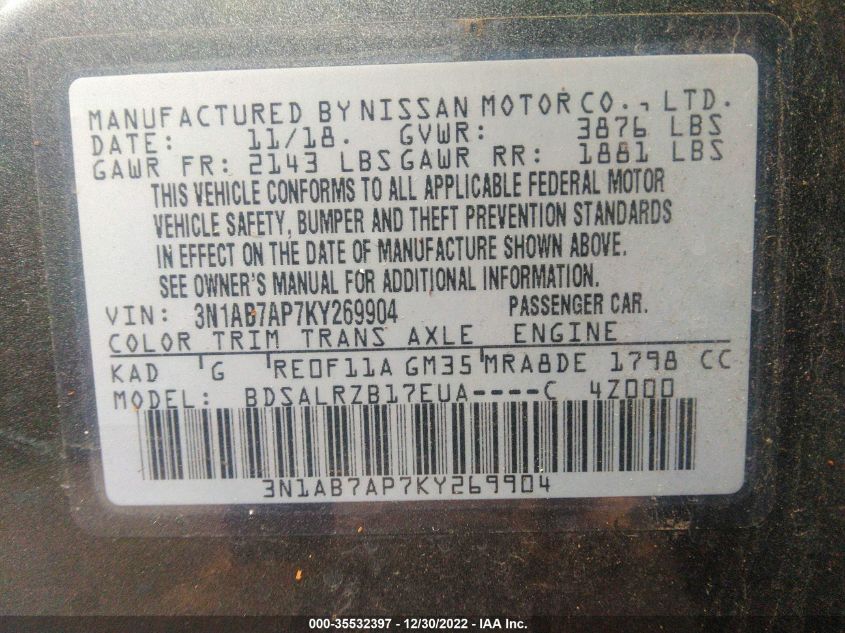 MANUFACTURED BY NISSAN MOTOR CO., LTD.
DATE: 11/18. GVWR: 3876 LBS
GAWR FR: 2143 LBS GAWR RR: 1881 LBS
THIS VEHICLE CONFORMS TO ALL APPLICABLE FEDERAL MOTOR
VEHICLE SAFETY, BUMPER AND THEFT PREVENTION STANDARDS
IN EFFECT ON THE DATE OF MANUFACTURE SHOWN ABOVE.
SEE OWNER'S MANUAL FOR ADDITIONAL INFORMATION.
VIN: 3N1AB7AP7KY269904 PASSENGER CAR.
COLOR TRIM TRANS AXLE ENGINE
KAD G RE0F11A GM35 MRA8DE 1798 CC
MODEL: BDSALRZB17EUA----C 4Z000
3N1AB7AP7KY269904
000-35532397 - 12/30/2022 - IAA Inc.